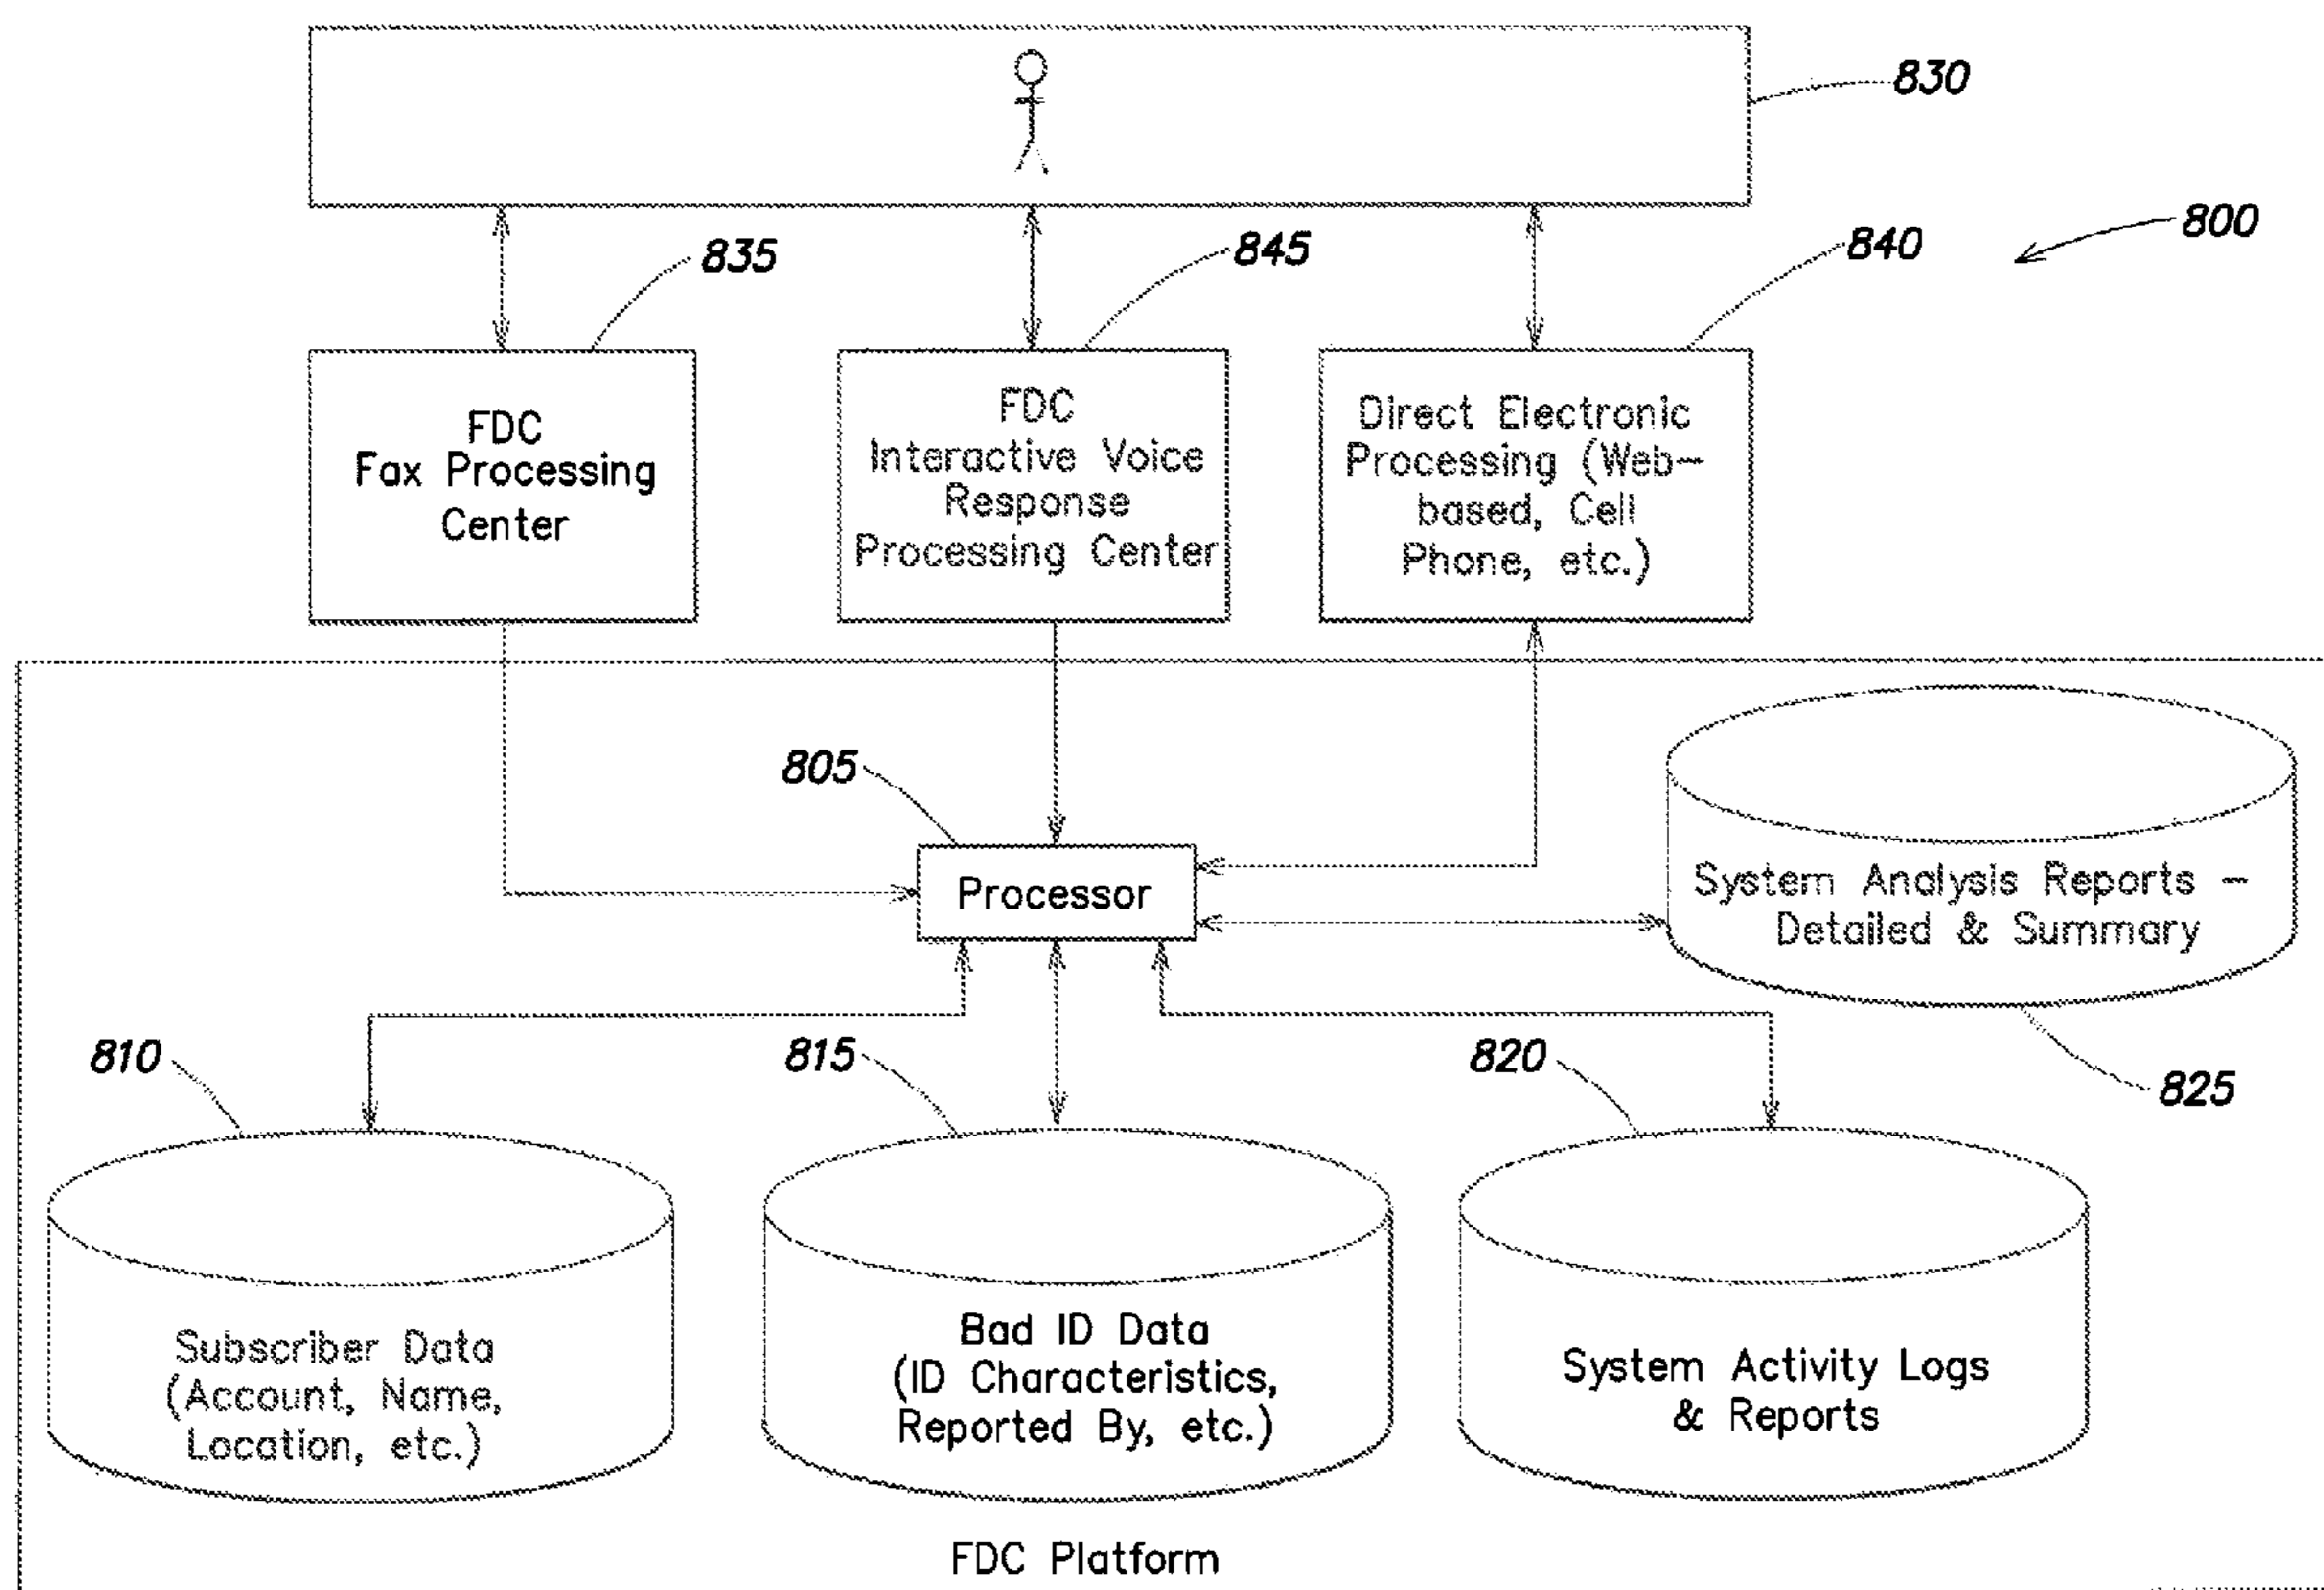 830
800
835
845
840
FDC
Fax Processing
Center
FDC
Interactive Voice
Response
Processing Center
Direct Electronic
Processing (Web-
based, Cell
Phone, etc.)
805
Processor
System Analysis Reports -
Detailed & Summary
810
815
820
825
Subscriber Data
(Account, Name,
Location, etc.)
Bad ID Data
(ID Characteristics,
Reported By, etc.)
System Activity Logs
& Reports
FDC Platform